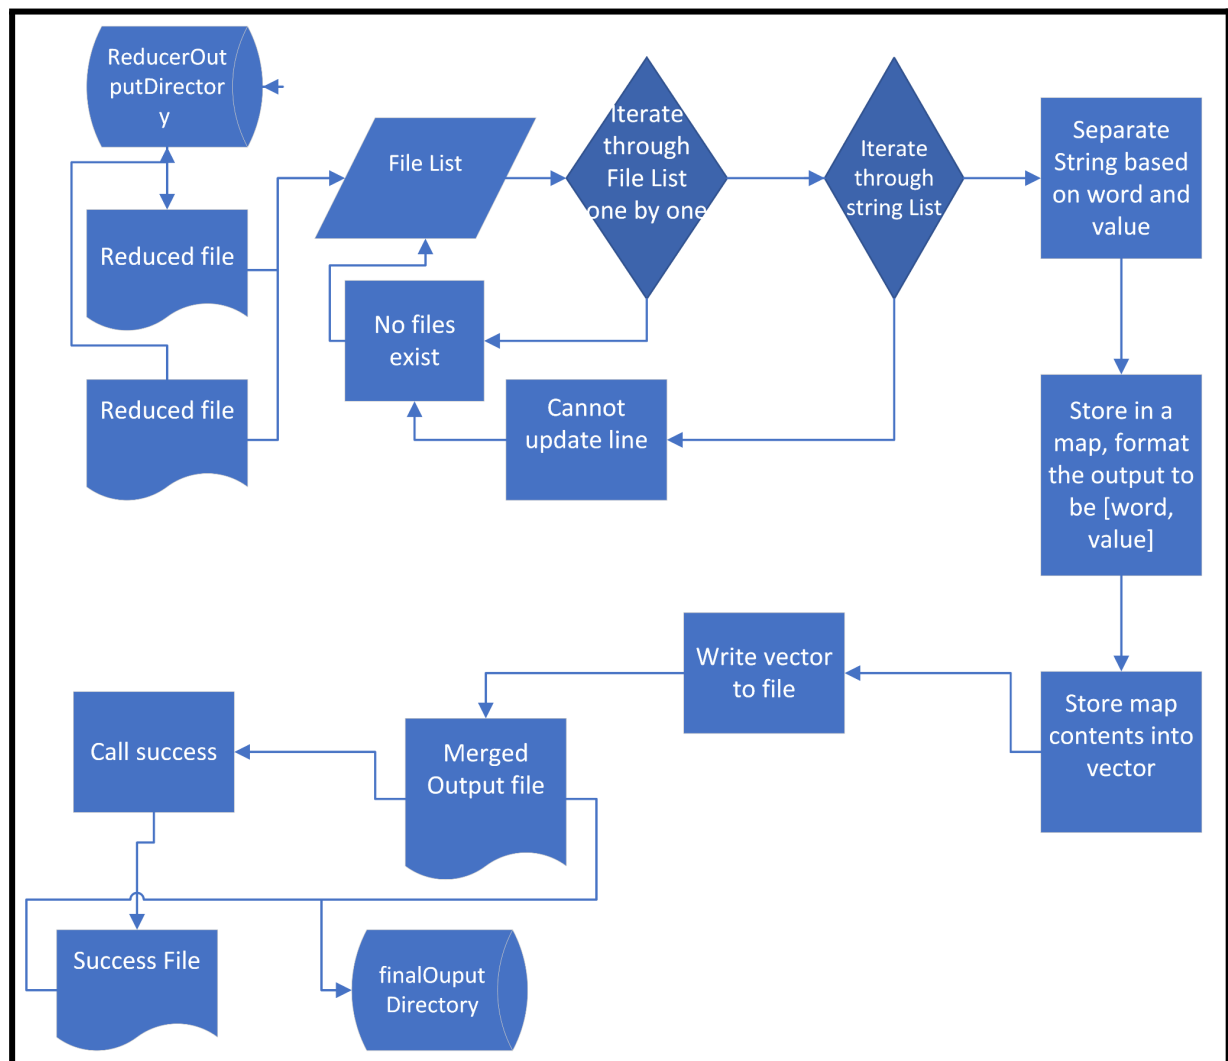 ReducerOut
putDirector
y
Reduced file
Reduced file
File List
No files
exist
Iterate
through
File List
one by one
Cannot
update line
Iterate
through
string List
Separate
String based
on word and
value
Store in a
map, format
the output to
be [word,
value]
Store map
contents into
vector
Write vector
to file
Merged
Output file
Call success
Success File
finalOuput
Directory